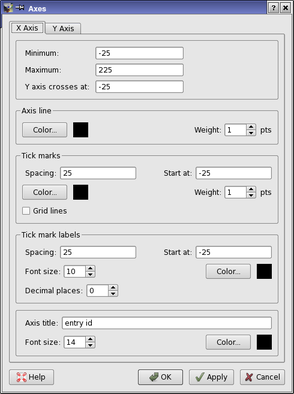 Axes
X Axis Y Axis
Minimum: -25
Maximum: 225
Y axis crosses at: -25
Axis line
Color... Weight: 1 pts
Tick marks
Spacing: 25 Start at: -25
Color... Weight: 1 pts
Grid lines
Tick mark labels
Spacing: 25 Start at: -25
Font size: 10 Color...
Decimal places: 0
Axis title: entry id
Font size: 14 Color...
Help OK Apply Cancel